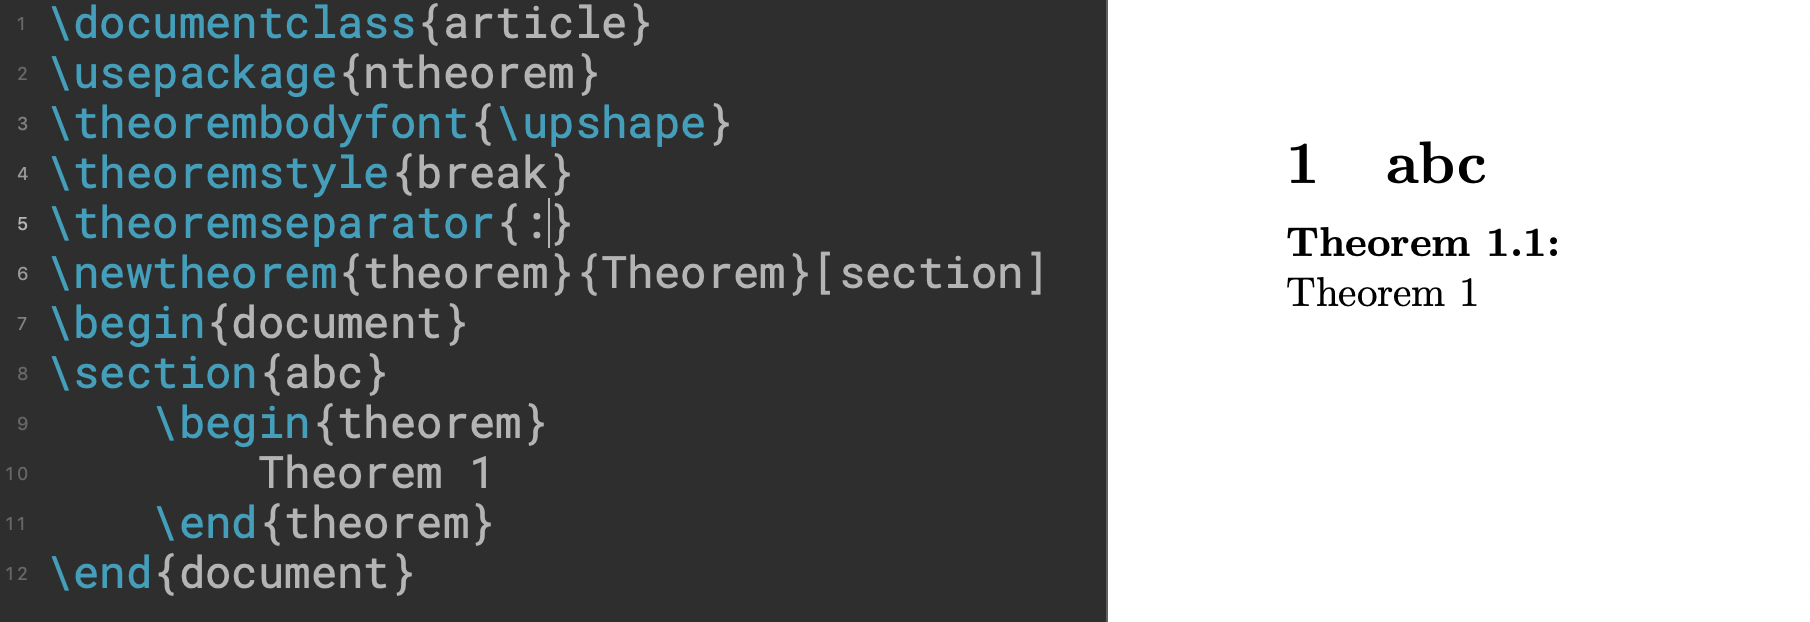 1 \documentclass{article}
2 \usepackage{ntheorem}
3 \theorembodyfont{\upshape}
4 \theoremstyle{break}
5 \theoremseparator{:}
6 \newtheorem{theorem}{Theorem}[section]
7 \begin{document}
8 \section{abc}
9 \begin{theorem}
10 Theorem 1
11 \end{theorem}
12 \end{document}
1 abc
Theorem 1.1:
Theorem 1